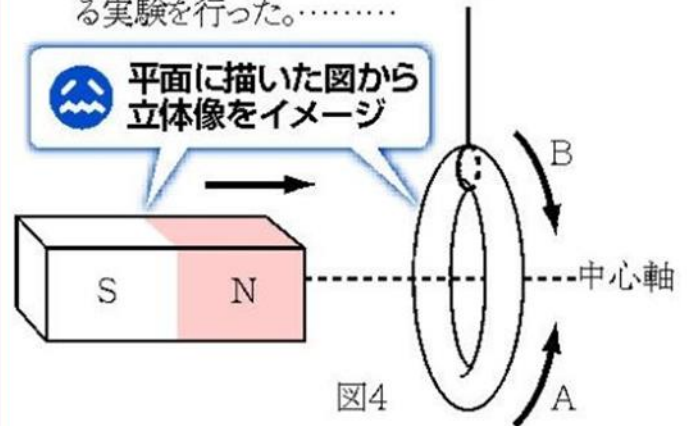 る実験を行った。………
平面に描いた図から
立体像をイメージ
B
S
N
中心軸
図4
A